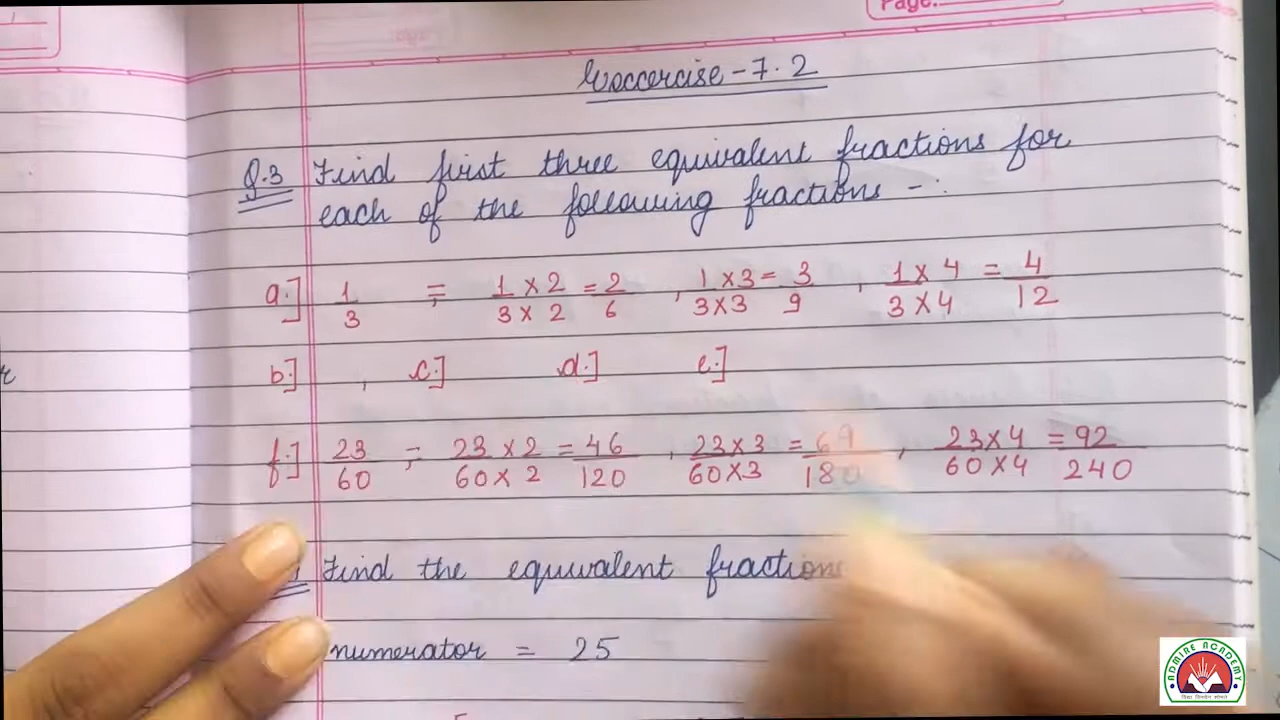 Page:
Exercise - 7.2
Q.3 Find first three equivalent fractions for
each of the following fractions -:
a.] 1/3 = 1 × 2 / 3 × 2 = 2/6 , 1 × 3 / 3 × 3 = 3/9 , 1 × 4 / 3 × 4 = 4/12
b.] , c.] d.] e.]
f.] 23/60 = 23 × 2 / 60 × 2 = 46/120 , 23 × 3 / 60 × 3 = 69/180 , 23 × 4 / 60 × 4 = 92/240
Find the equivalent fraction
numerator = 25
ADMIRE ACADEMY